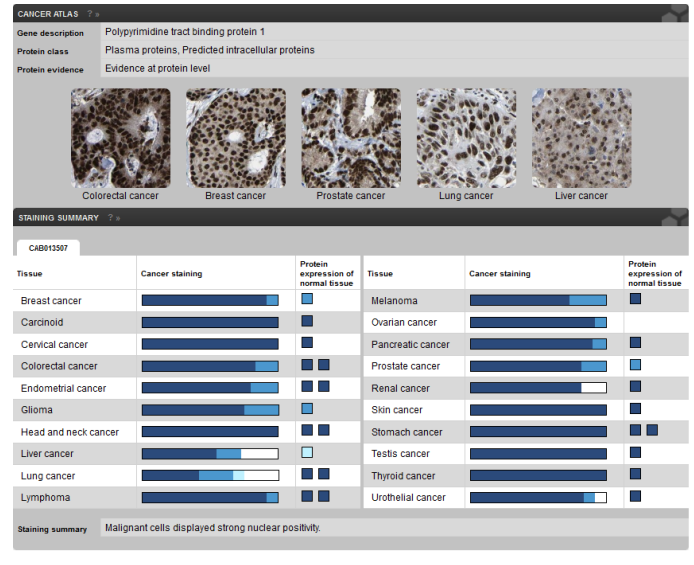 CANCER ATLAS ? »
Gene description Polypyrimidine tract binding protein 1
Protein class Plasma proteins, Predicted intracellular proteins
Protein evidence Evidence at protein level
Colorectal cancer Breast cancer Prostate cancer Lung cancer Liver cancer
STAINING SUMMARY ? »
CAB013507
Tissue Cancer staining Protein expression of normal tissue Tissue Cancer staining Protein expression of normal tissue
Breast cancer Melanoma
Carcinoid Ovarian cancer
Cervical cancer Pancreatic cancer
Colorectal cancer Prostate cancer
Endometrial cancer Renal cancer
Glioma Skin cancer
Head and neck cancer Stomach cancer
Liver cancer Testis cancer
Lung cancer Thyroid cancer
Lymphoma Urothelial cancer
Staining summary Malignant cells displayed strong nuclear positivity.